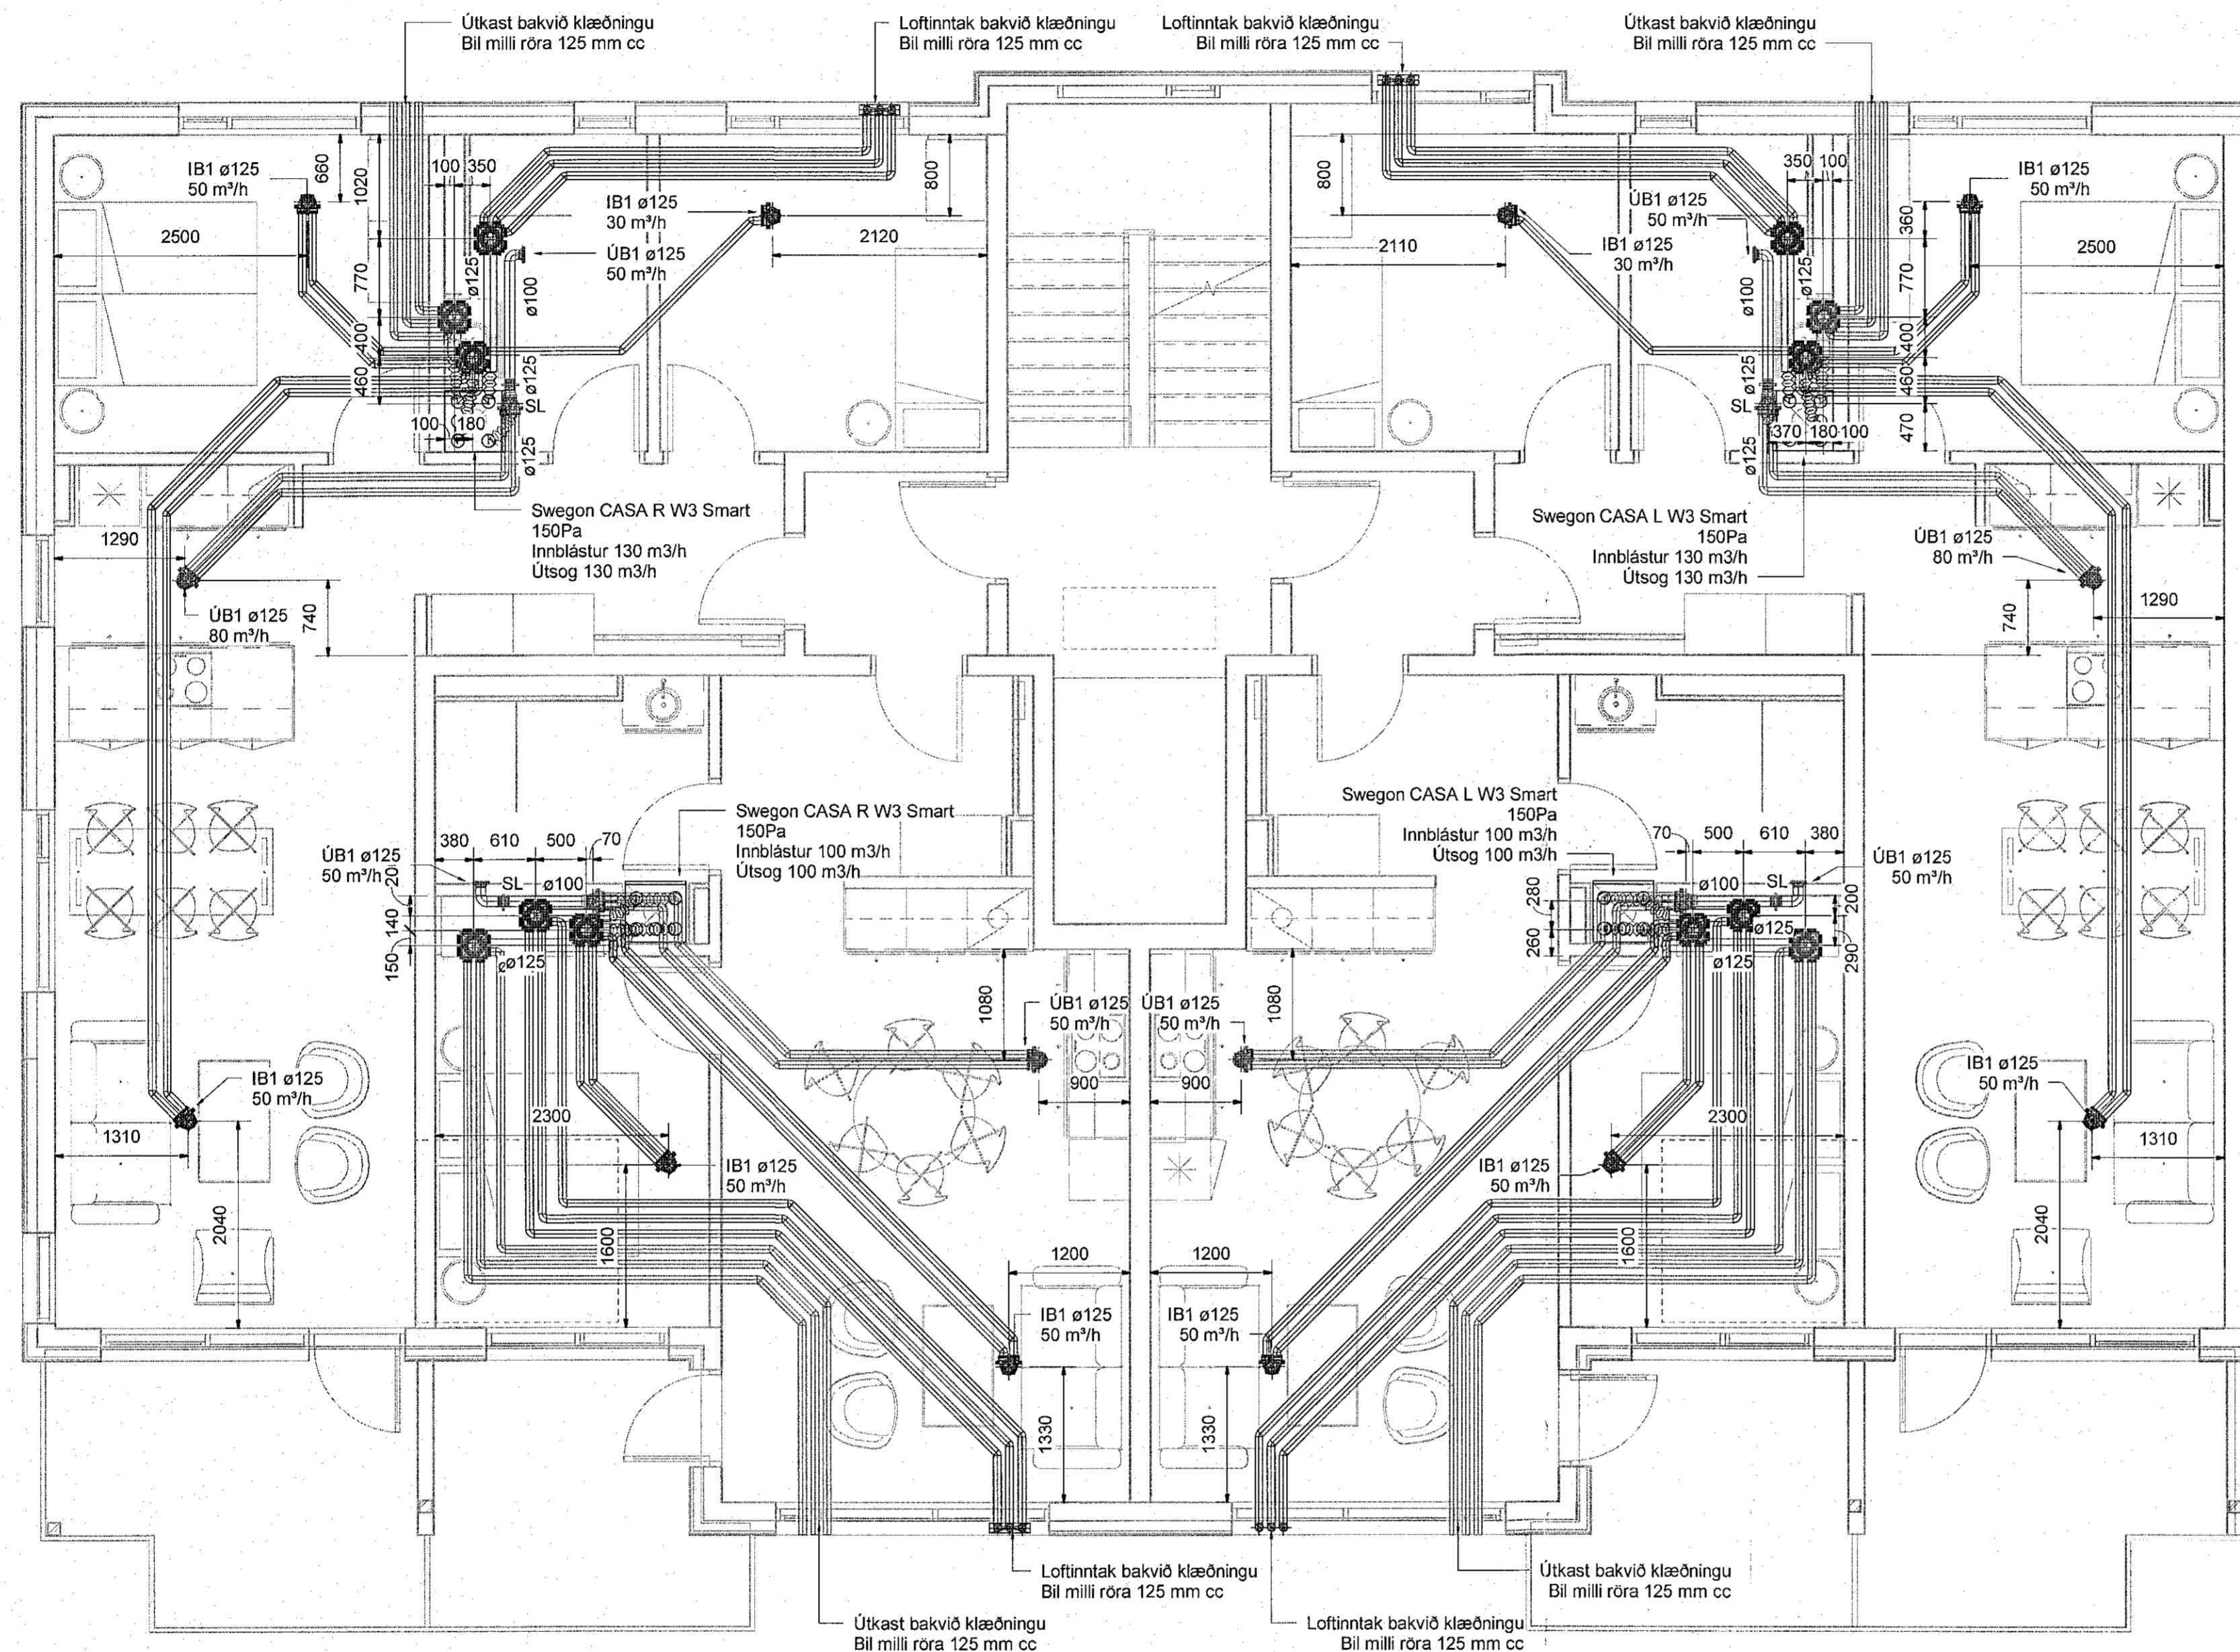 Útkast bakvið klæðningu
Bil milli röra 125 mm cc
Loftinntak bakvið klæðningu
Bil milli röra 125 mm cc
Loftinntak bakvið klæðningu
Bil milli röra 125 mm cc
Útkast bakvið klæðningu
Bil milli röra 125 mm cc
IB1 ø125
50 m³/h
660
1020
100
350
800
2500
770
ø125
IB1 ø125
30 m³/h
ÚB1 ø125
50 m³/h
2120
ø100
400
460
ø125
SL
100
180
ø125
Swegon CASA R W3 Smart
150Pa
Innblástur 130 m3/h
Útsog 130 m3/h
1290
ÚB1 ø125
80 m³/h
740
800
350
100
ÚB1 ø125
50 m³/h
IB1 ø125
50 m³/h
360
2110
IB1 ø125
30 m³/h
ø125
770
2500
ø100
400
ø125
460
SL
370
180
100
470
ø125
Swegon CASA L W3 Smart
150Pa
Innblástur 130 m3/h
Útsog 130 m3/h
ÚB1 ø125
80 m³/h
1290
740
Swegon CASA R W3 Smart
150Pa
Innblástur 100 m3/h
Útsog 100 m3/h
380
610
500
70
ÚB1 ø125
50 m³/h
SL
ø100
140
150
ø125
Swegon CASA L W3 Smart
150Pa
Innblástur 100 m3/h
Útsog 100 m3/h
70
500
610
380
ÚB1 ø125
50 m³/h
280
ø100
SL
200
260
ø125
ø125
290
1080
ÚB1 ø125
50 m³/h
900
ÚB1 ø125
50 m³/h
1080
900
IB1 ø125
50 m³/h
1310
2040
2300
IB1 ø125
50 m³/h
1600
1200
IB1 ø125
50 m³/h
1330
1200
IB1 ø125
50 m³/h
1330
2300
IB1 ø125
50 m³/h
1600
IB1 ø125
50 m³/h
1310
2040
Loftinntak bakvið klæðningu
Bil milli röra 125 mm cc
Útkast bakvið klæðningu
Bil milli röra 125 mm cc
Útkast bakvið klæðningu
Bil milli röra 125 mm cc
Loftinntak bakvið klæðningu
Bil milli röra 125 mm cc